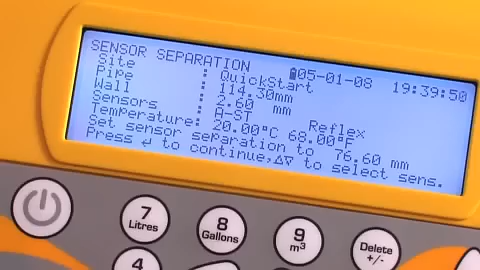 SENSOR SEPARATION 05-01-08 19:39:50
Site : QuickStart
Pipe : 114.30mm
Wall : 2.60 mm
Sensors : A-ST Reflex
Temperature: 20.00°C 68.00°F
Set sensor separation to 76.60 mm
Press ↵ to continue,△▽ to select sens.
7 Litres
8 Gallons
9 m³
Delete +/-
4